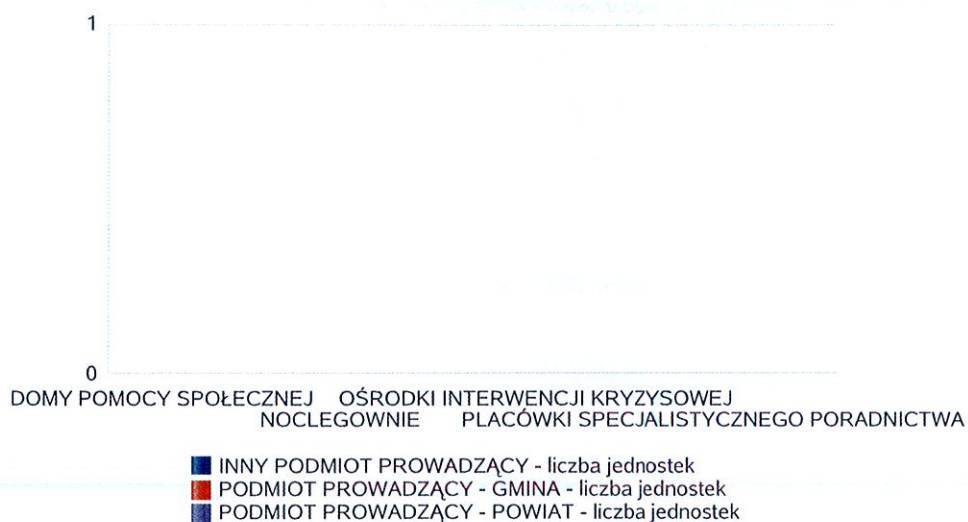 1
0
DOMY POMOCY SPOŁECZNEJ OŚRODKI INTERWENCJI KRYZYSOWEJ
NOCLEGOWNIE PLACÓWKI SPECJALISTYCZNEGO PORADNICTWA
INNY PODMIOT PROWADZĄCY - liczba jednostek
PODMIOT PROWADZĄCY - GMINA - liczba jednostek
PODMIOT PROWADZĄCY - POWIAT - liczba jednostek